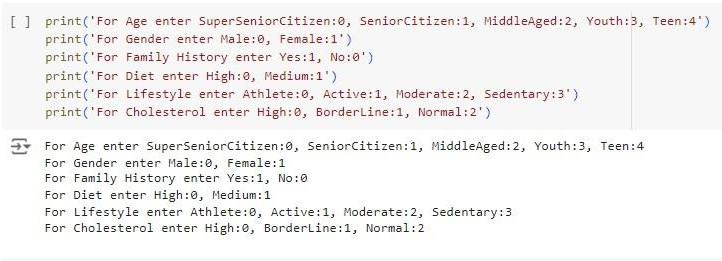 [ ] print('For Age enter SuperSeniorCitizen:0, SeniorCitizen:1, MiddleAged:2, Youth:3, Teen:4')
print('For Gender enter Male:0, Female:1')
print('For Family History enter Yes:1, No:0')
print('For Diet enter High:0, Medium:1')
print('For Lifestyle enter Athlete:0, Active:1, Moderate:2, Sedentary:3')
print('For Cholesterol enter High:0, BorderLine:1, Normal:2')
For Age enter SuperSeniorCitizen:0, SeniorCitizen:1, MiddleAged:2, Youth:3, Teen:4
For Gender enter Male:0, Female:1
For Family History enter Yes:1, No:0
For Diet enter High:0, Medium:1
For Lifestyle enter Athlete:0, Active:1, Moderate:2, Sedentary:3
For Cholesterol enter High:0, BorderLine:1, Normal:2